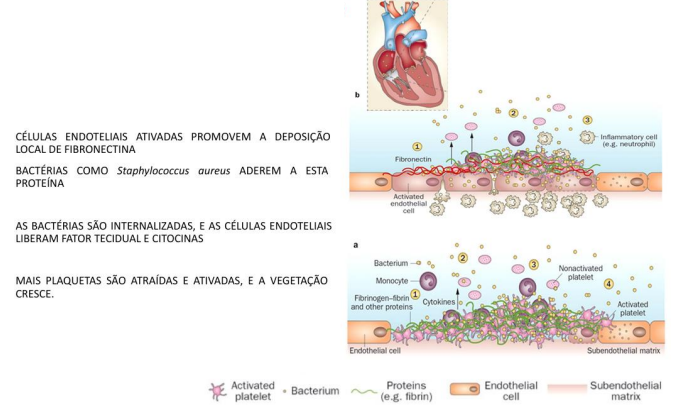 CÉLULAS ENDOTELIAIS ATIVADAS PROMOVEM A DEPOSIÇÃO
LOCAL DE FIBRONECTINA
BACTÉRIAS COMO Staphylococcus aureus ADEREM A ESTA
PROTEÍNA
AS BACTÉRIAS SÃO INTERNALIZADAS, E AS CÉLULAS ENDOTELIAIS
LIBERAM FATOR TECIDUAL E CITOCINAS
MAIS PLAQUETAS SÃO ATRAÍDAS E ATIVADAS, E A VEGETAÇÃO
CRESCE.
b
2
3
1
Inflammatory cell
(e.g. neutrophil)
Fibronectin
Activated
endothelial
cell
a
Bacterium
2
3
Nonactivated
platelet
Monocyte
4
1
Fibrinogen–fibrin
and other proteins
Cytokines
Activated
platelet
Endothelial cell
Subendothelial matrix
Activated
platelet
Bacterium
Proteins
(e.g. fibrin)
Endothelial
cell
Subendothelial
matrix